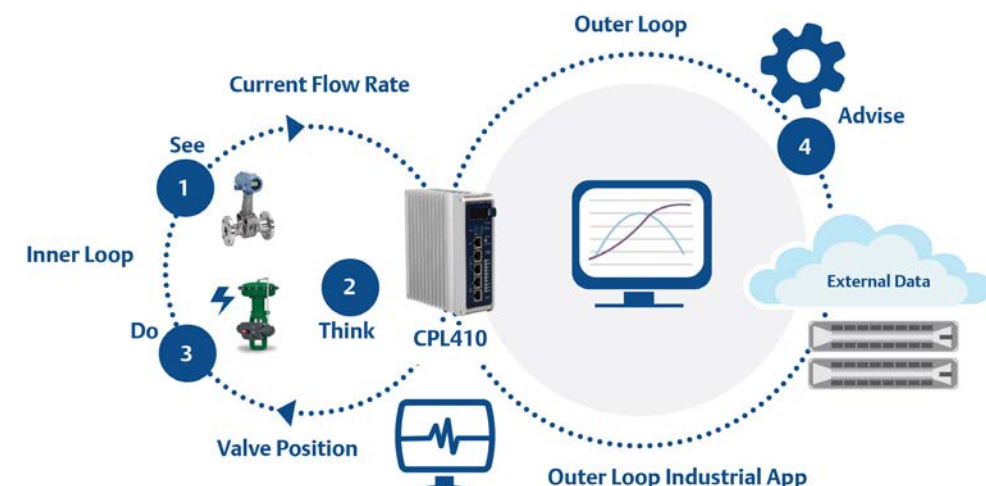 Outer Loop
Current Flow Rate
Advise
4
See
1
Inner Loop
External Data
2
Think
Do
3
CPL410
Valve Position
Outer Loop Industrial App